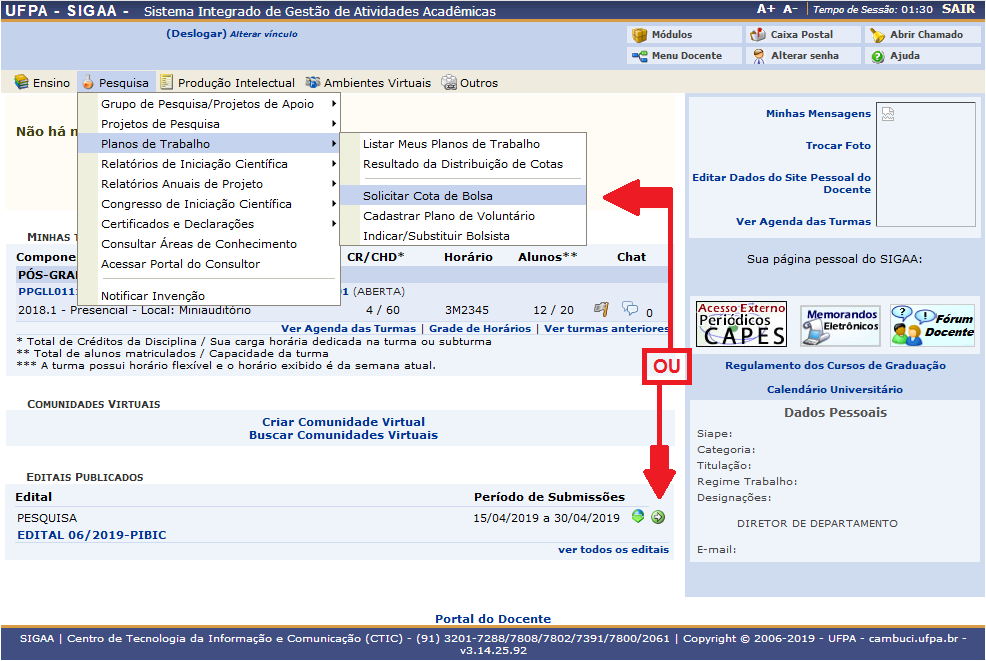 UFPA - SIGAA - Sistema Integrado de Gestão de Atividades Acadêmicas
A+ A- Tempo de Sessão: 01:30 SAIR
(Deslogar) Alterar vínculo
Módulos
Caixa Postal
Abrir Chamado
Menu Docente
Alterar senha
Ajuda
Ensino
Pesquisa
Produção Intelectual
Ambientes Virtuais
Outros
Não há n
Grupo de Pesquisa/Projetos de Apoio
Projetos de Pesquisa
Planos de Trabalho
Relatórios de Iniciação Científica
Relatórios Anuais de Projeto
Congresso de Iniciação Científica
Certificados e Declarações
Consultar Áreas de Conhecimento
Acessar Portal do Consultor
Notificar Invenção
Listar Meus Planos de Trabalho
Resultado da Distribuição de Cotas
Solicitar Cota de Bolsa
Cadastrar Plano de Voluntário
Indicar/Substituir Bolsista
MINHAS T
Compone CR/CHD* Horário Alunos** Chat
PÓS-GRA
PPGLL011 1 (ABERTA)
2018.1 - Presencial - Local: Miniauditório 4 / 60 3M2345 12 / 20 0
Ver Agenda das Turmas | Grade de Horários | Ver turmas anteriores
* Total de Créditos da Disciplina / Sua carga horária dedicada na turma ou subturma
** Total de alunos matriculados / Capacidade da turma
*** A turma possui horário flexível e o horário exibido é da semana atual.
OU
COMUNIDADES VIRTUAIS
Criar Comunidade Virtual
Buscar Comunidades Virtuais
EDITAIS PUBLICADOS
Edital Período de Submissões
PESQUISA 15/04/2019 a 30/04/2019
EDITAL 06/2019-PIBIC
ver todos os editais
Minhas Mensagens
Trocar Foto
Editar Dados do Site Pessoal do
Docente
Ver Agenda das Turmas
Sua página pessoal do SIGAA:
Acesso Externo
Periódicos
CAPES
Memorandos
Eletrônicos
Fórum
Docente
Regulamento dos Cursos de Graduação
Calendário Universitário
Dados Pessoais
Siape:
Categoria:
Titulação:
Regime Trabalho:
Designações:
DIRETOR DE DEPARTAMENTO
E-mail:
Portal do Docente
SIGAA | Centro de Tecnologia da Informação e Comunicação (CTIC) - (91) 3201-7288/7808/7802/7391/7800/2061 | Copyright © 2006-2019 - UFPA - cambuci.ufpa.br -
v3.14.25.92